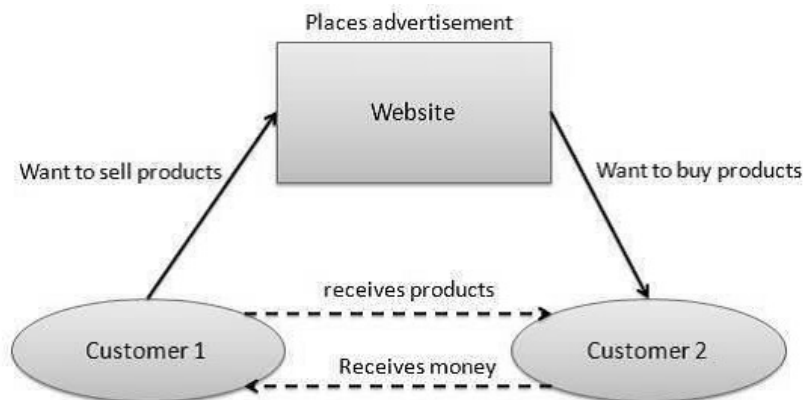 Places advertisement
Website
Want to sell products
Want to buy products
receives products
Customer 1
Customer 2
Receives money